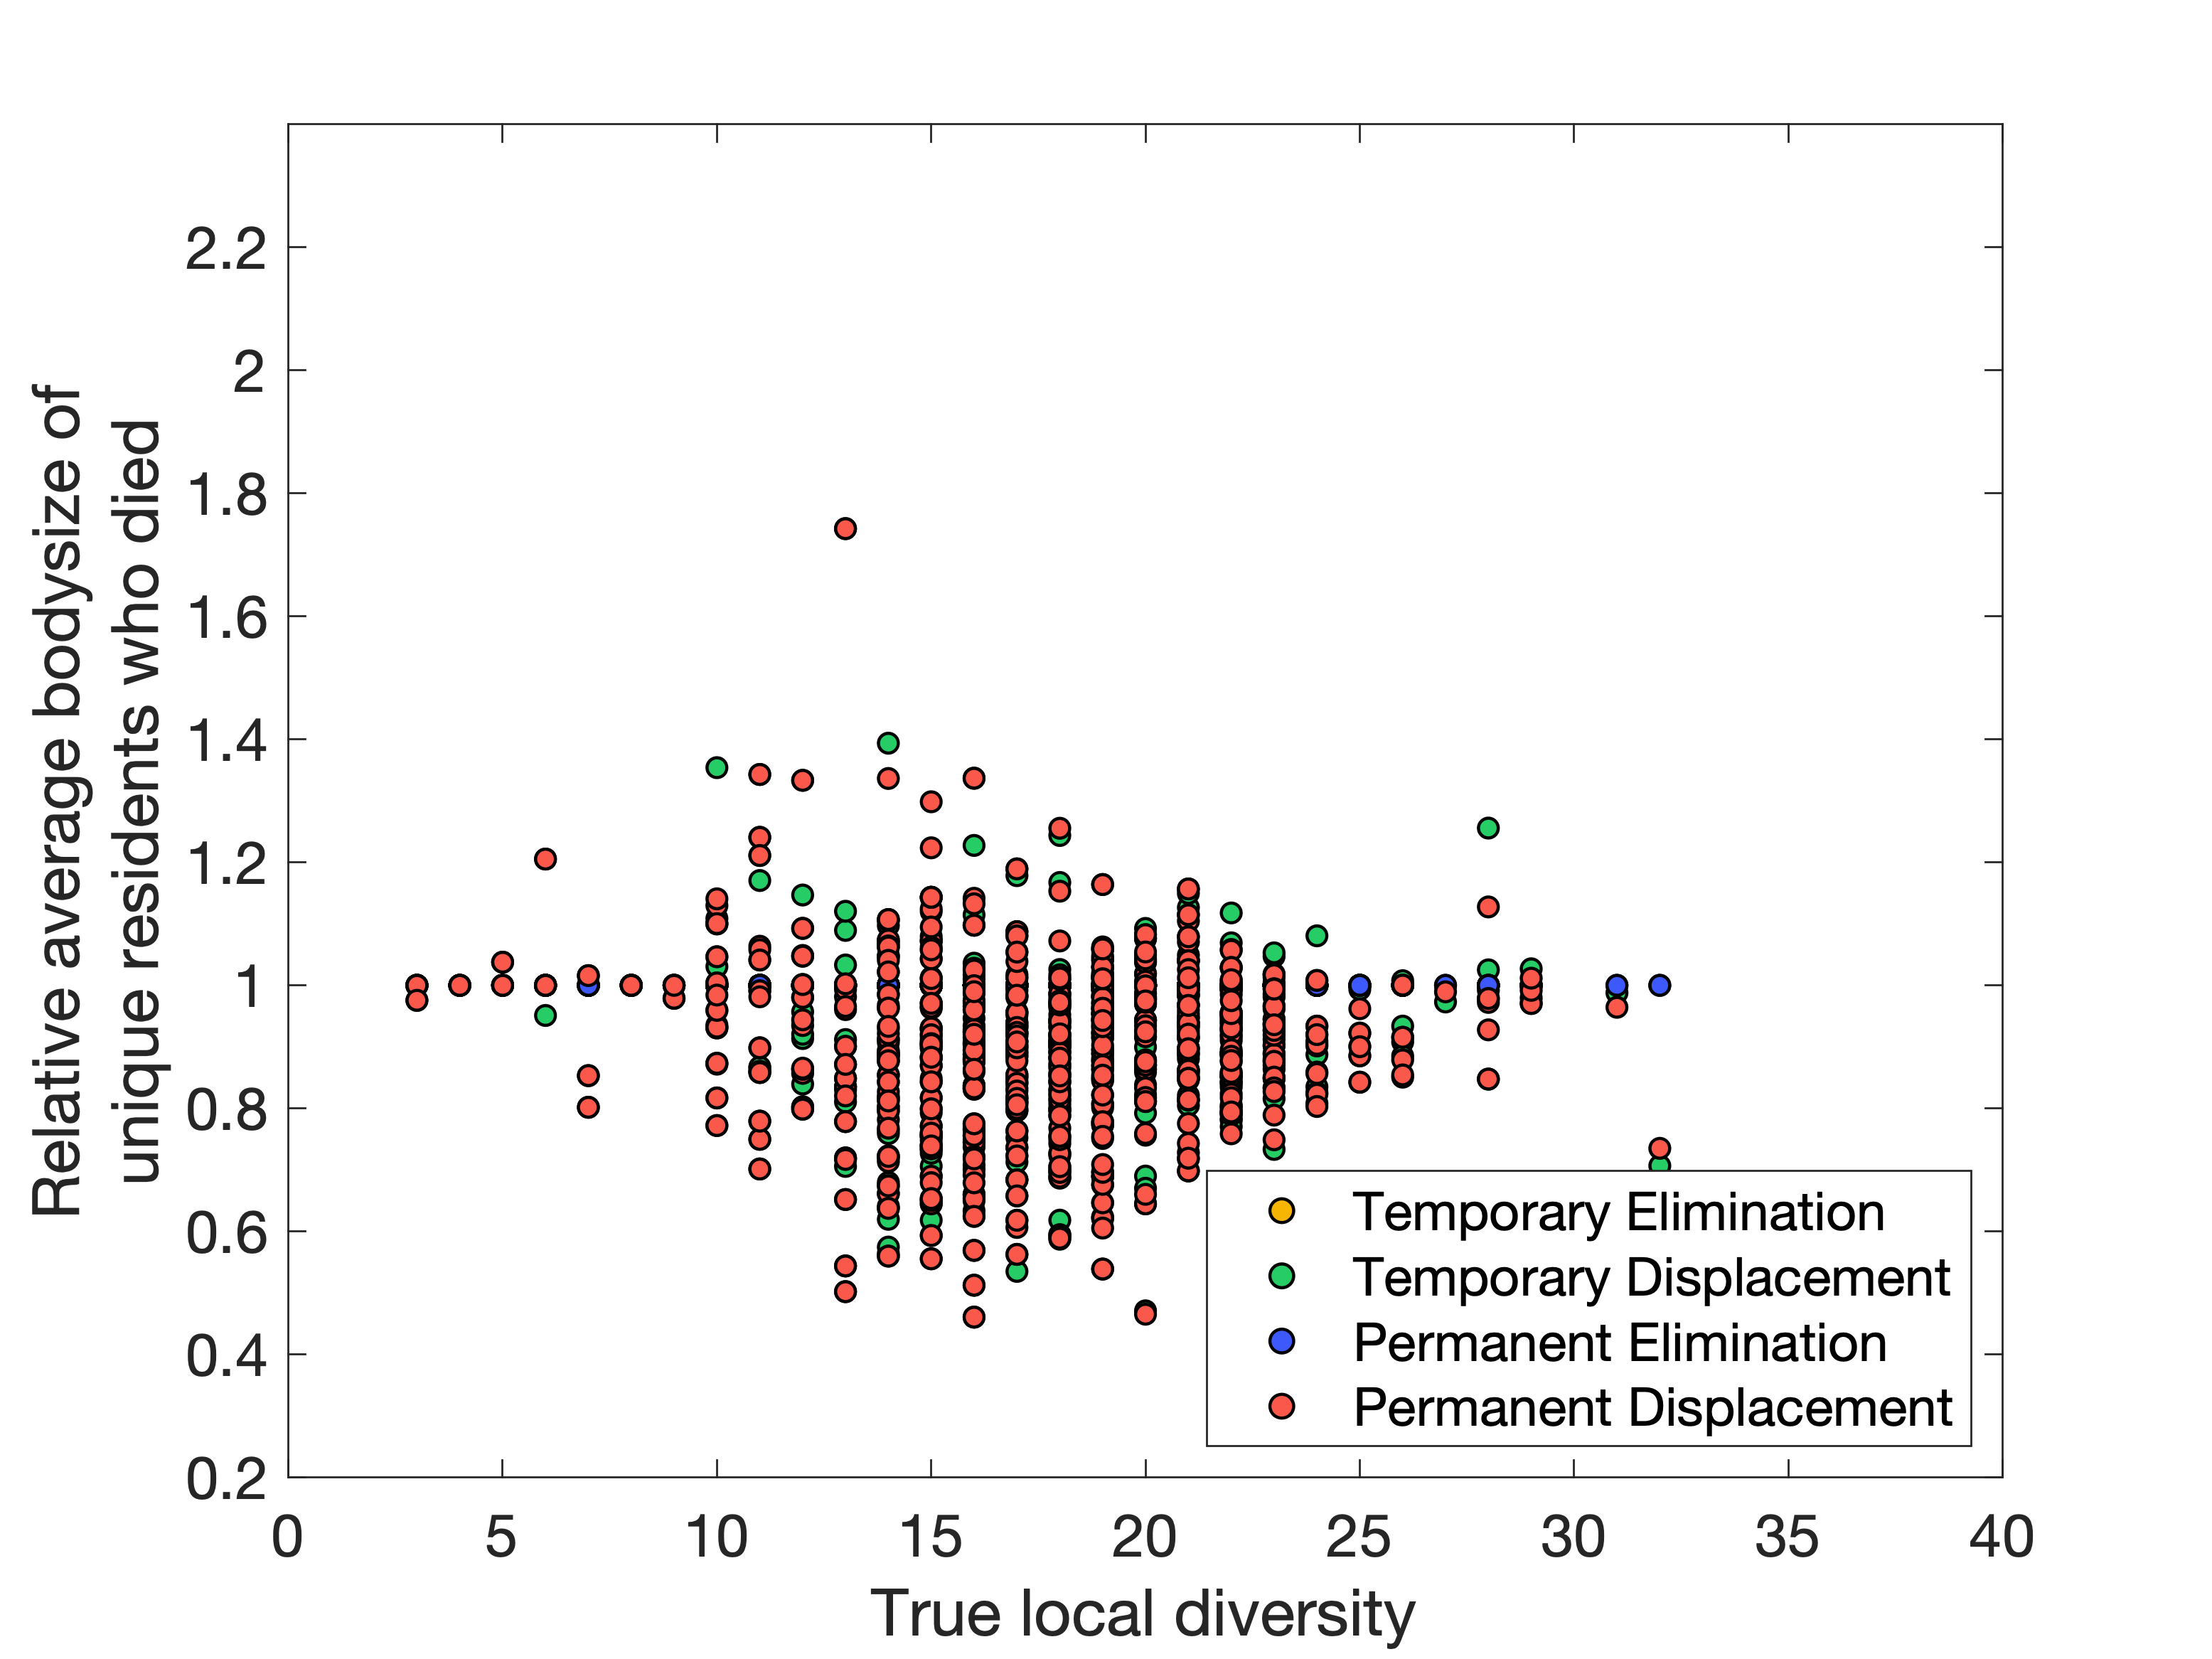 Relative average bodysize of
unique residents who died
2.2
2
1.8
1.6
1.4
1.2
1
0.8
0.6
0.4
0.2
Temporary Elimination
Temporary Displacement
Permanent Elimination
Permanent Displacement
0 5 10 15 20 25 30 35 40
True local diversity